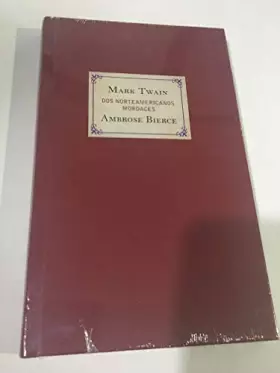 MARK TWAIN
DOS NORTEAMERICANOS
MORDACES
AMBROSE BIERCE